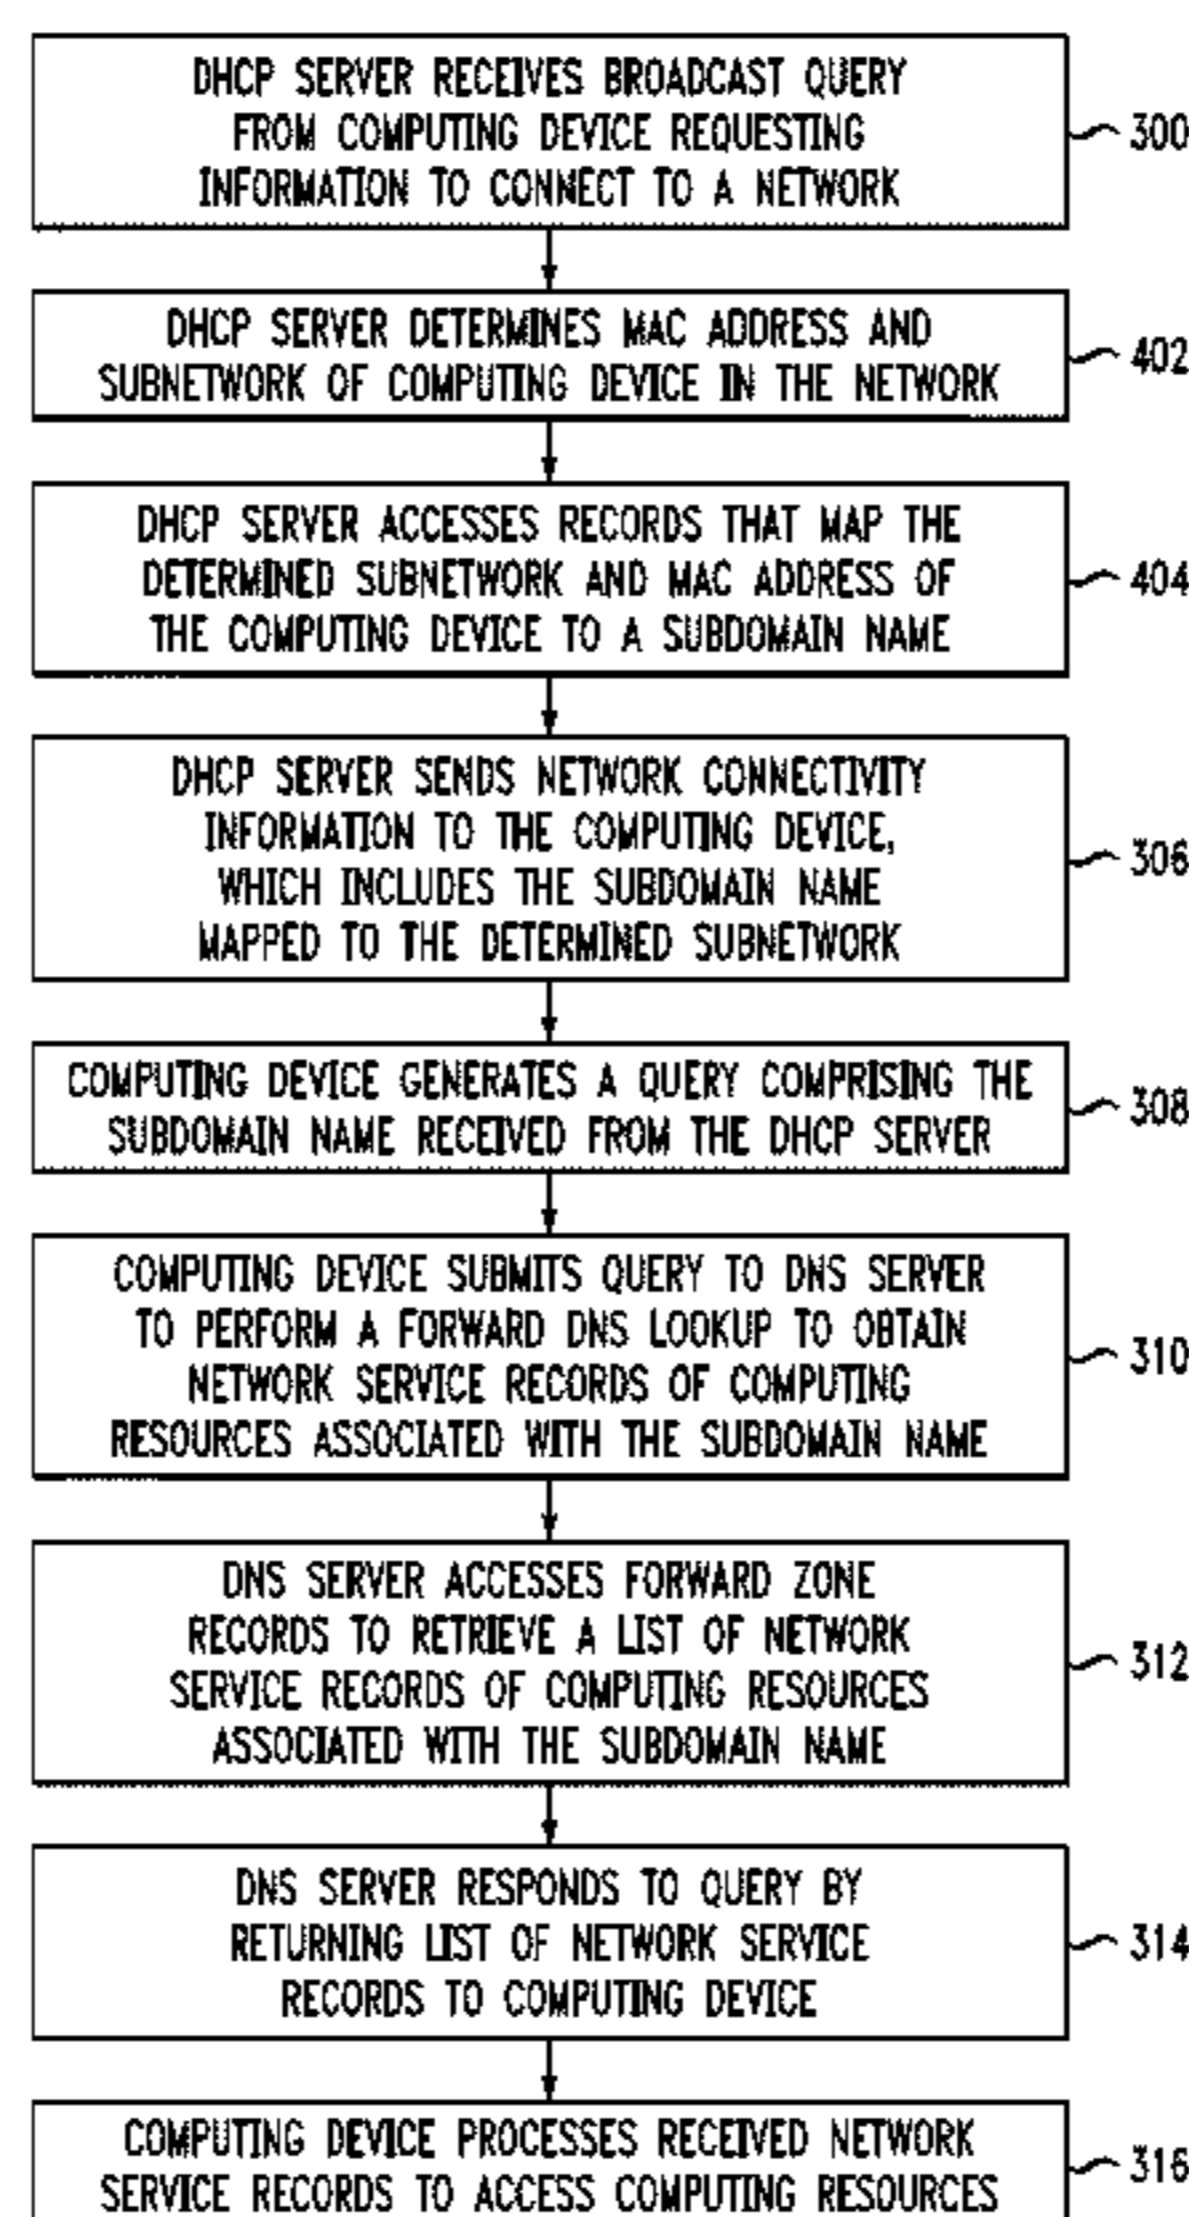 DHCP SERVER RECEIVES BROADCAST QUERY
FROM COMPUTING DEVICE REQUESTING
INFORMATION TO CONNECT TO A NETWORK
300
DHCP SERVER DETERMINES MAC ADDRESS AND
SUBNETWORK OF COMPUTING DEVICE IN THE NETWORK
402
DHCP SERVER ACCESSES RECORDS THAT MAP THE
DETERMINED SUBNETWORK AND MAC ADDRESS OF
THE COMPUTING DEVICE TO A SUBDOMAIN NAME
404
DHCP SERVER SENDS NETWORK CONNECTIVITY
INFORMATION TO THE COMPUTING DEVICE,
WHICH INCLUDES THE SUBDOMAIN NAME
MAPPED TO THE DETERMINED SUBNETWORK
306
COMPUTING DEVICE GENERATES A QUERY COMPRISING THE
SUBDOMAIN NAME RECEIVED FROM THE DHCP SERVER
308
COMPUTING DEVICE SUBMITS QUERY TO DNS SERVER
TO PERFORM A FORWARD DNS LOOKUP TO OBTAIN
NETWORK SERVICE RECORDS OF COMPUTING
RESOURCES ASSOCIATED WITH THE SUBDOMAIN NAME
310
DNS SERVER ACCESSES FORWARD ZONE
RECORDS TO RETRIEVE A LIST OF NETWORK
SERVICE RECORDS OF COMPUTING RESOURCES
ASSOCIATED WITH THE SUBDOMAIN NAME
312
DNS SERVER RESPONDS TO QUERY BY
RETURNING LIST OF NETWORK SERVICE
RECORDS TO COMPUTING DEVICE
314
COMPUTING DEVICE PROCESSES RECEIVED NETWORK
SERVICE RECORDS TO ACCESS COMPUTING RESOURCES
316